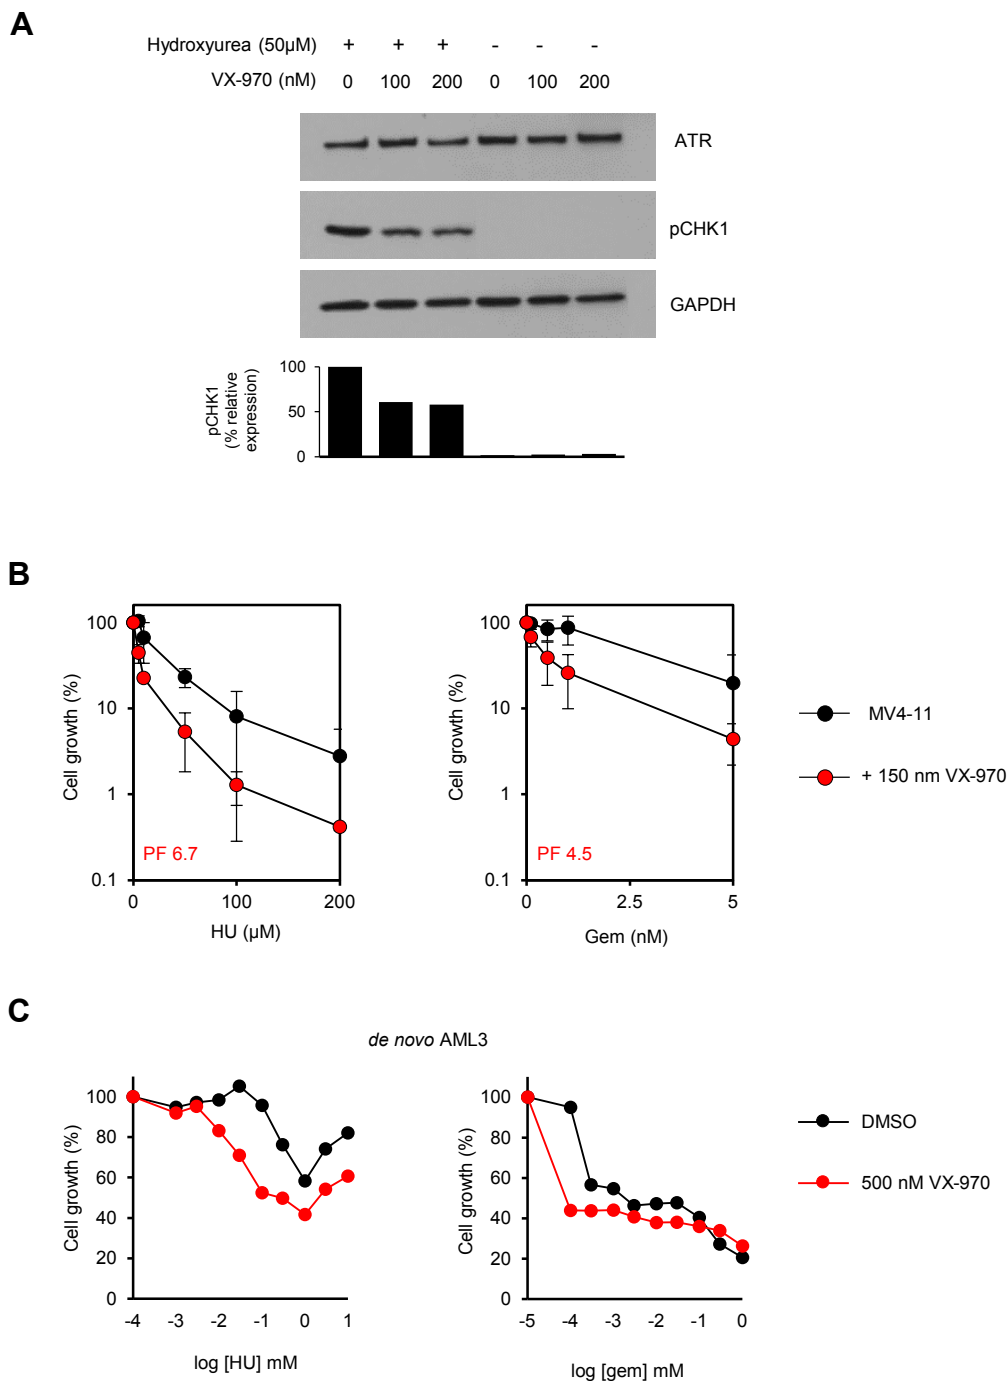 A
Hydroxyurea (50µM) + + + - - -
VX-970 (nM) 0 100 200 0 100 200
ATR
pCHK1
GAPDH
pCHK1
(% relative
expression)
100
50
0
B
Cell growth (%)
100
10
1
0.1
PF 6.7
0 100 200
HU (µM)
Cell growth (%)
100
10
1
0.1
PF 4.5
0 2.5 5
Gem (nM)
MV4-11
+ 150 nm VX-970
C
de novo AML3
Cell growth (%)
100
80
60
40
20
0
-4 -3 -2 -1 0 1
log [HU] mM
Cell growth (%)
100
80
60
40
20
0
-5 -4 -3 -2 -1 0
log [gem] mM
DMSO
500 nM VX-970